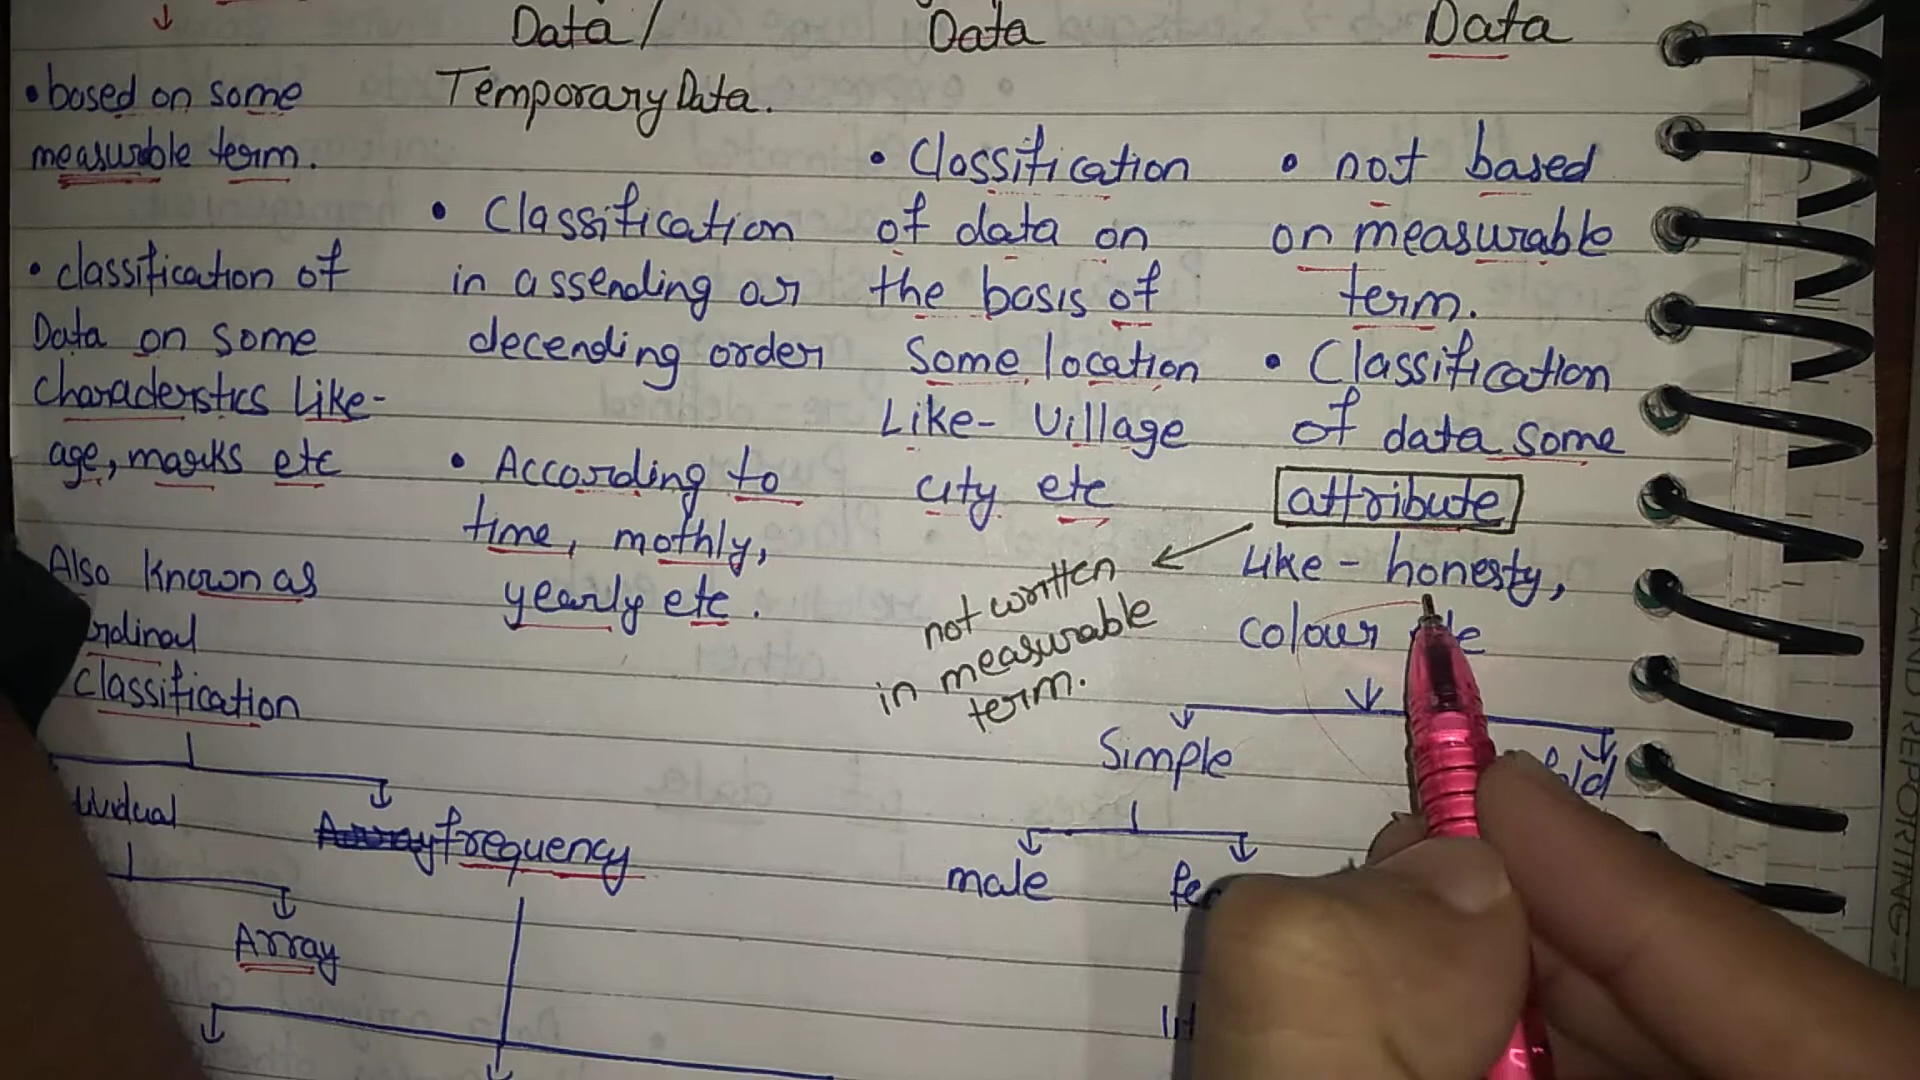 Data /
Temporary Data.
Data
Data
• based on some
measurable term.
• classification of
Data on some
characterstics like-
age, marks etc
Also known as
classification
Array
frequency
• Classification
in assending or
decending order
• According to
time, mothly,
yearly etc.
• Classification
of data on
the basis of
Some location
Like- Village
city etc
• not based
on measurable
term.
• Classification
of data some
attribute
Like - honesty,
colour
not written
in measurable
term.
Simple
male
REPORTING